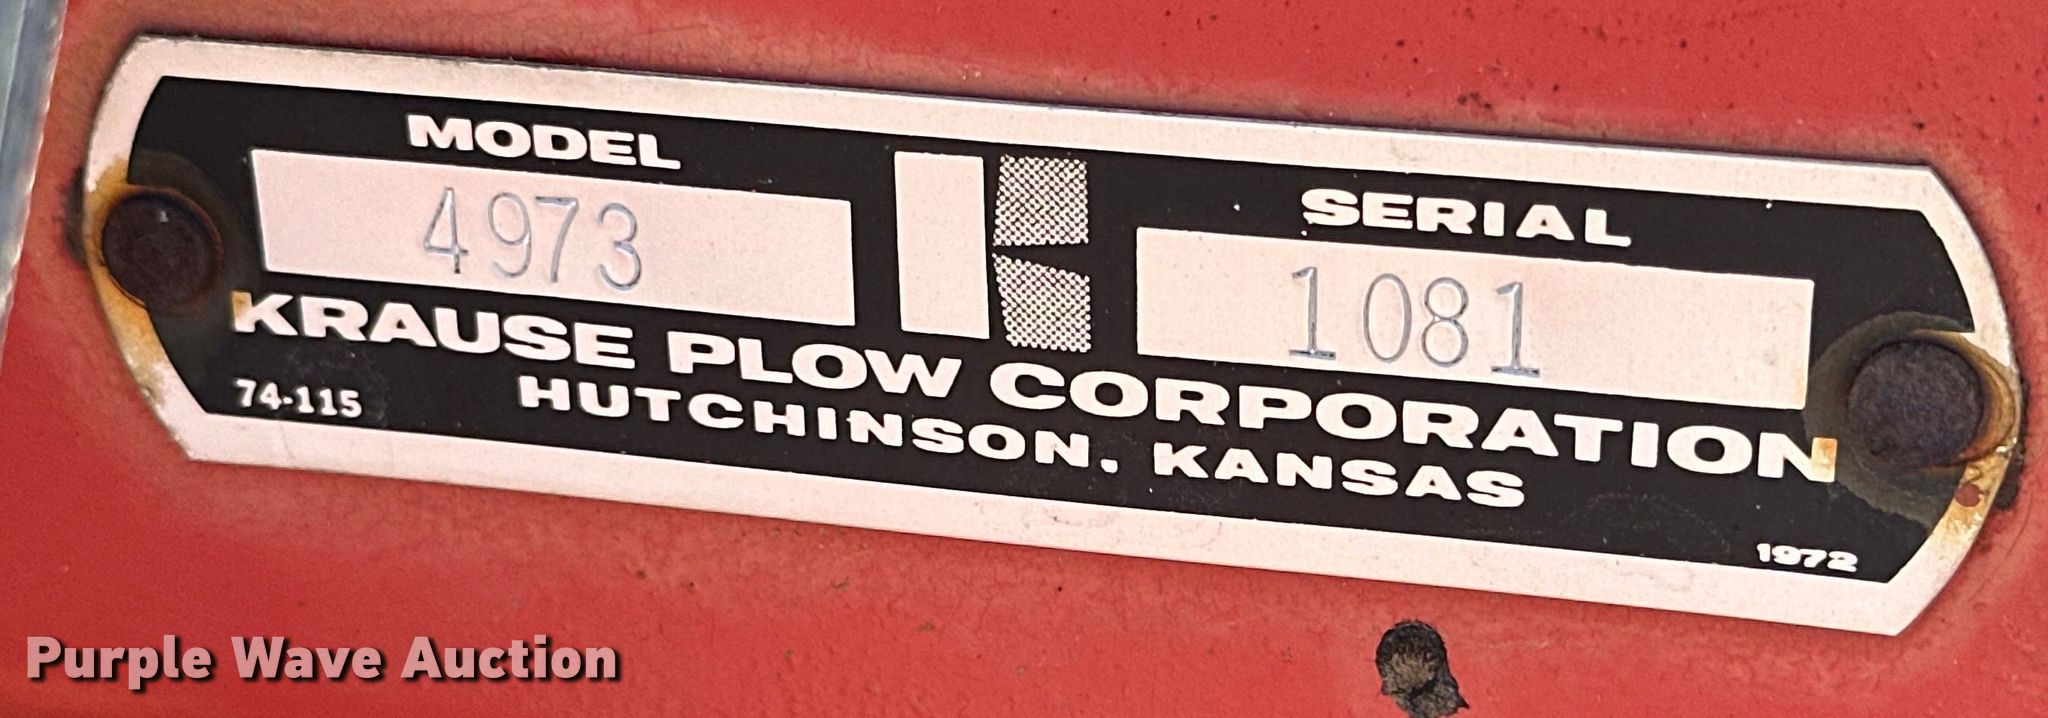 MODEL
4973
SERIAL
1081
KRAUSE PLOW CORPORATION
HUTCHINSON, KANSAS
74-115
1972
Purple Wave Auction